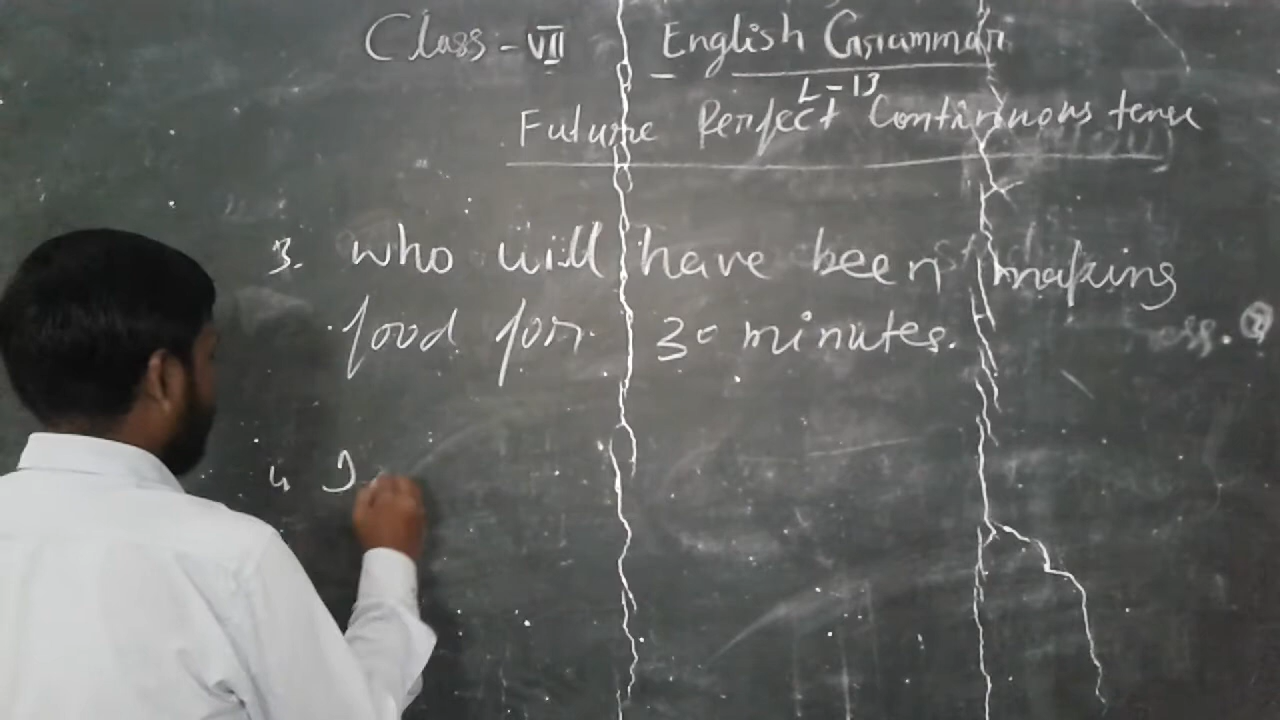 Class - VII English Grammar
L-13
Future Perfect Continuous tense
3. who will have been making
food for 30 minutes.
4. I